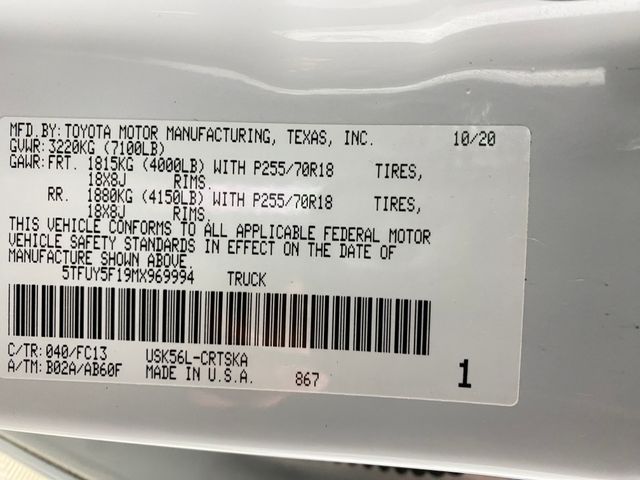 MFD.BY:TOYOTA MOTOR MANUFACTURING, TEXAS, INC. 10/20
GVWR:3220KG (7100LB)
GAWR:FRT. 1815KG (4000LB) WITH P255/70R18 TIRES,
18X8J RIMS.
RR. 1880KG (4150LB) WITH P255/70R18 TIRES,
18X8J RIMS.
THIS VEHICLE CONFORMS TO ALL APPLICABLE FEDERAL MOTOR
VEHICLE SAFETY STANDARDS IN EFFECT ON THE DATE OF
MANUFACTURE SHOWN ABOVE
5TFUY5F19MX969994 TRUCK
C/TR:040/FC13 USK56L-CRTSKA
A/TM:B02A/AB60F MADE IN U.S.A. 867 1